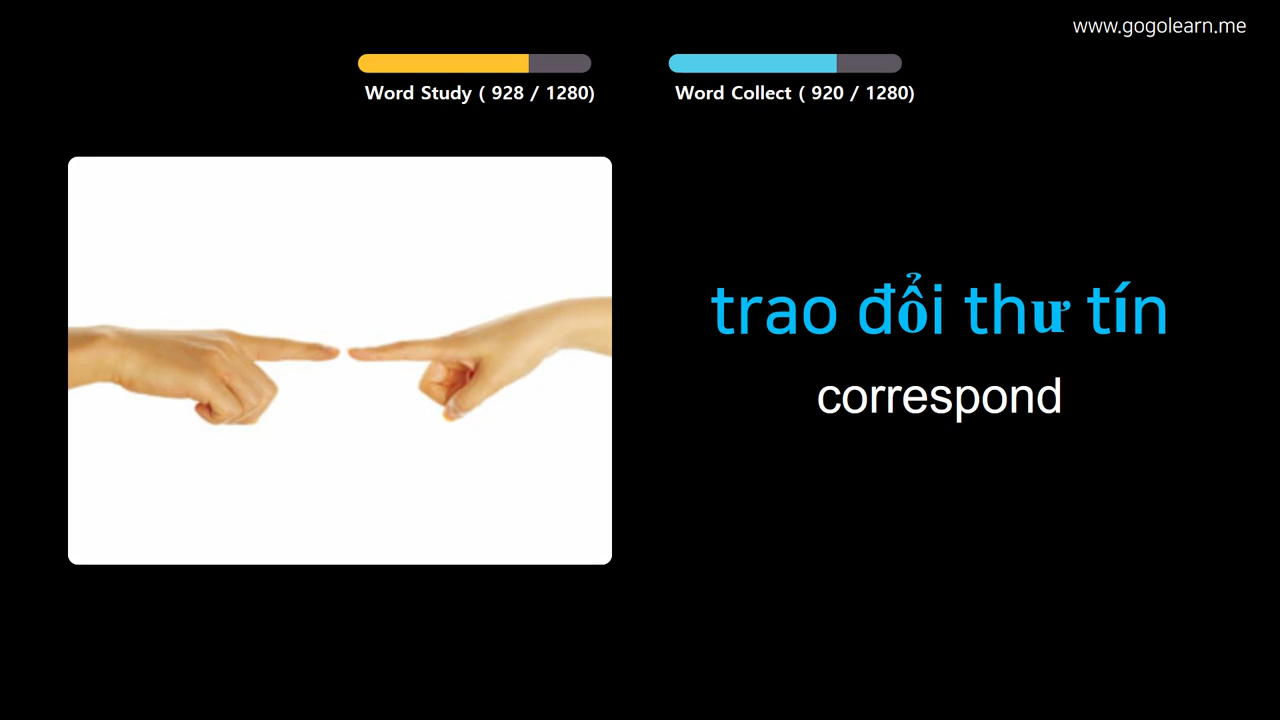 www.gogolearn.me
Word Study ( 928 / 1280)
Word Collect ( 920 / 1280)
trao đổi thư tín
correspond